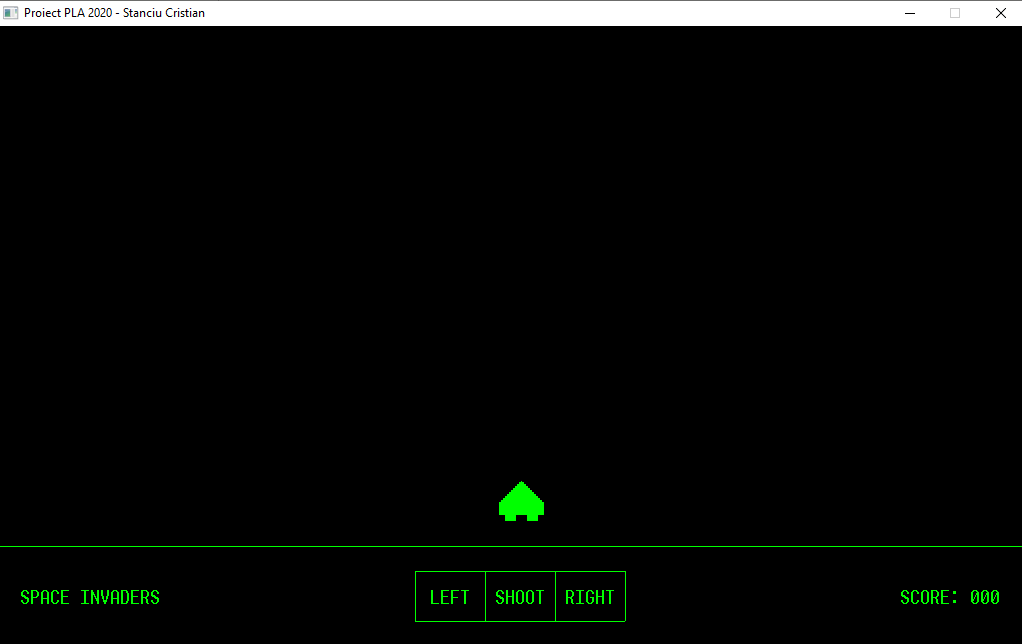 Proiect PLA 2020 - Stanciu Cristian
SPACE INVADERS
LEFT
SHOOT
RIGHT
SCORE: 000